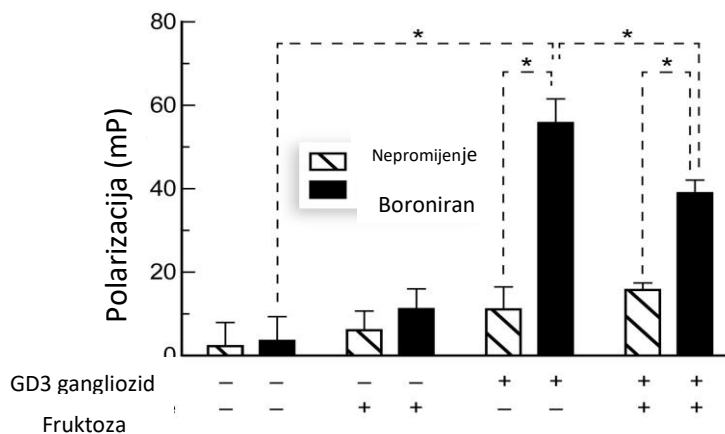 80
60
40
20
0
Polarizacija (mP)
* * * *
Nepromijenje
Boroniran
GD3 gangliozid – – – – + + + +
Fruktoza – – + + – – + +